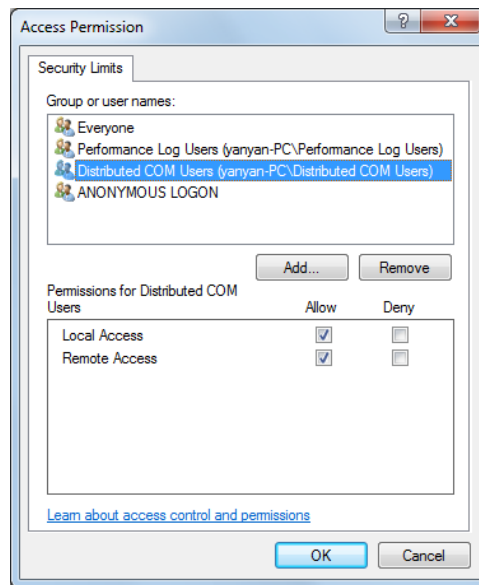 Access Permission
Security Limits
Group or user names:
Everyone
Performance Log Users (yanyan-PC\Performance Log Users)
Distributed COM Users (yanyan-PC\Distributed COM Users)
ANONYMOUS LOGON
Add... Remove
Permissions for Distributed COM
Users Allow Deny
Local Access
Remote Access
Learn about access control and permissions
OK Cancel